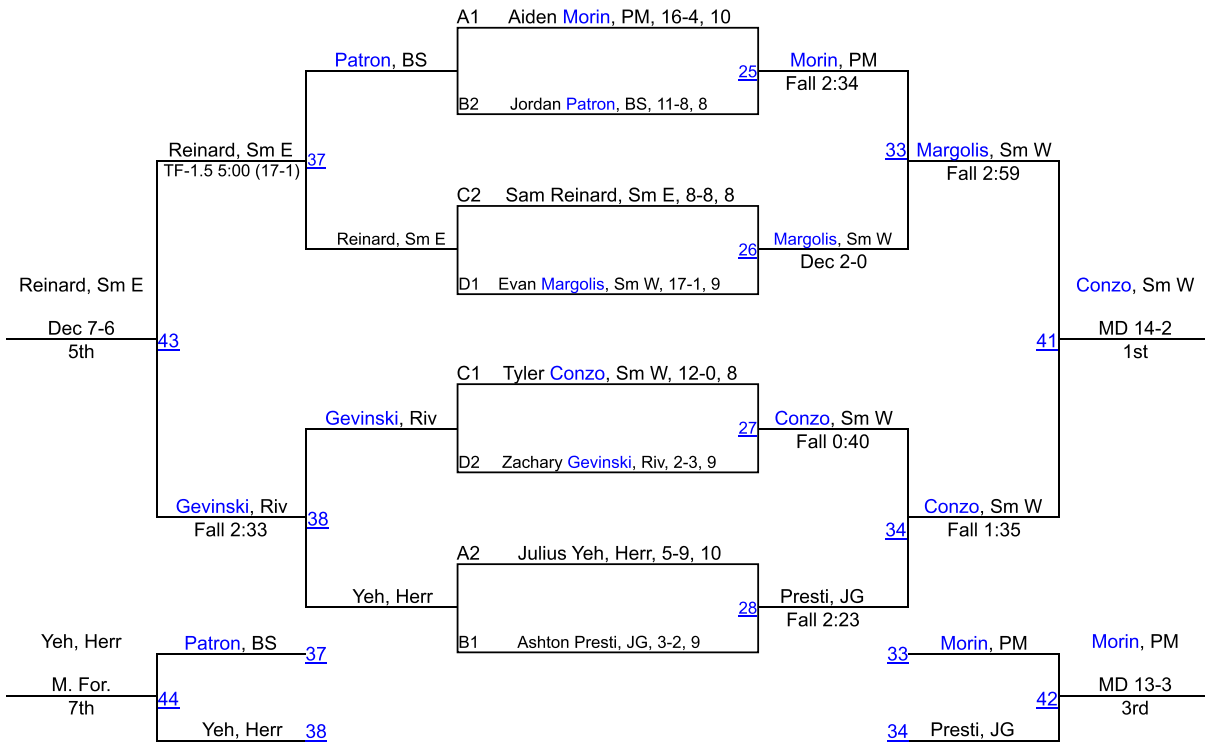 A1 Aiden Morin, PM, 16-4, 10
Patron, BS
25
Morin, PM
Fall 2:34
B2 Jordan Patron, BS, 11-8, 8
Reinard, Sm E
TF-1.5 5:00 (17-1)
37
33
Margolis, Sm W
Fall 2:59
C2 Sam Reinard, Sm E, 8-8, 8
Reinard, Sm E
26
Margolis, Sm W
Dec 2-0
D1 Evan Margolis, Sm W, 17-1, 9
Reinard, Sm E
Dec 7-6
5th
43
41
Conzo, Sm W
MD 14-2
1st
C1 Tyler Conzo, Sm W, 12-0, 8
Gevinski, Riv
27
Conzo, Sm W
Fall 0:40
D2 Zachary Gevinski, Riv, 2-3, 9
Gevinski, Riv
Fall 2:33
38
34
Conzo, Sm W
Fall 1:35
A2 Julius Yeh, Herr, 5-9, 10
Yeh, Herr
28
Presti, JG
Fall 2:23
B1 Ashton Presti, JG, 3-2, 9
Yeh, Herr
M. For.
7th
Patron, BS
37
44
Yeh, Herr
38
33
Morin, PM
42
34
Presti, JG
Morin, PM
MD 13-3
3rd